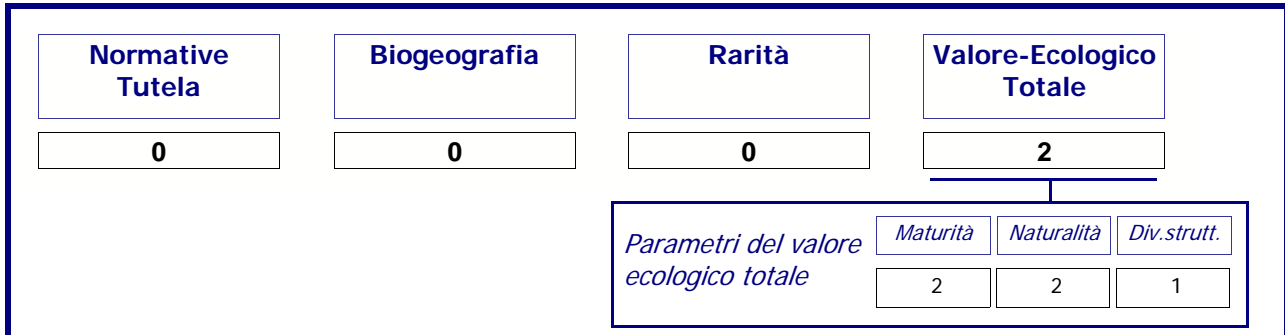 Normative
Tutela
Biogeografia
Rarità
Valore-Ecologico
Totale
0
0
0
2
Parametri del valore
ecologico totale
Maturità
Naturalità
Div.strutt.
2
2
1